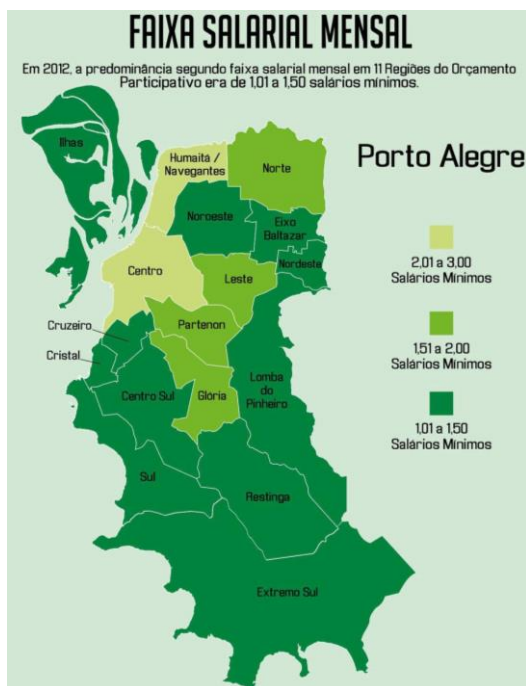 FAIXA SALARIAL MENSAL
Em 2012, a predominância segundo faixa salarial mensal em 11 Regiões do Orçamento
Participativo era de 1,01 a 1,50 salários mínimos.
Ilhas
Humaitá /
Navegantes
Norte
Porto Alegre
Noroeste
Eixo
Baltazar
Nordeste
Centro
Leste
2,01 a 3,00
Salários Mínimos
Cruzeiro
Partenon
Cristal
1,51 a 2,00
Salários Mínimos
Lomba
do
Pinheiro
Centro Sul
Glória
1,01 a 1,50
Salários Mínimos
Sul
Restinga
Extremo Sul